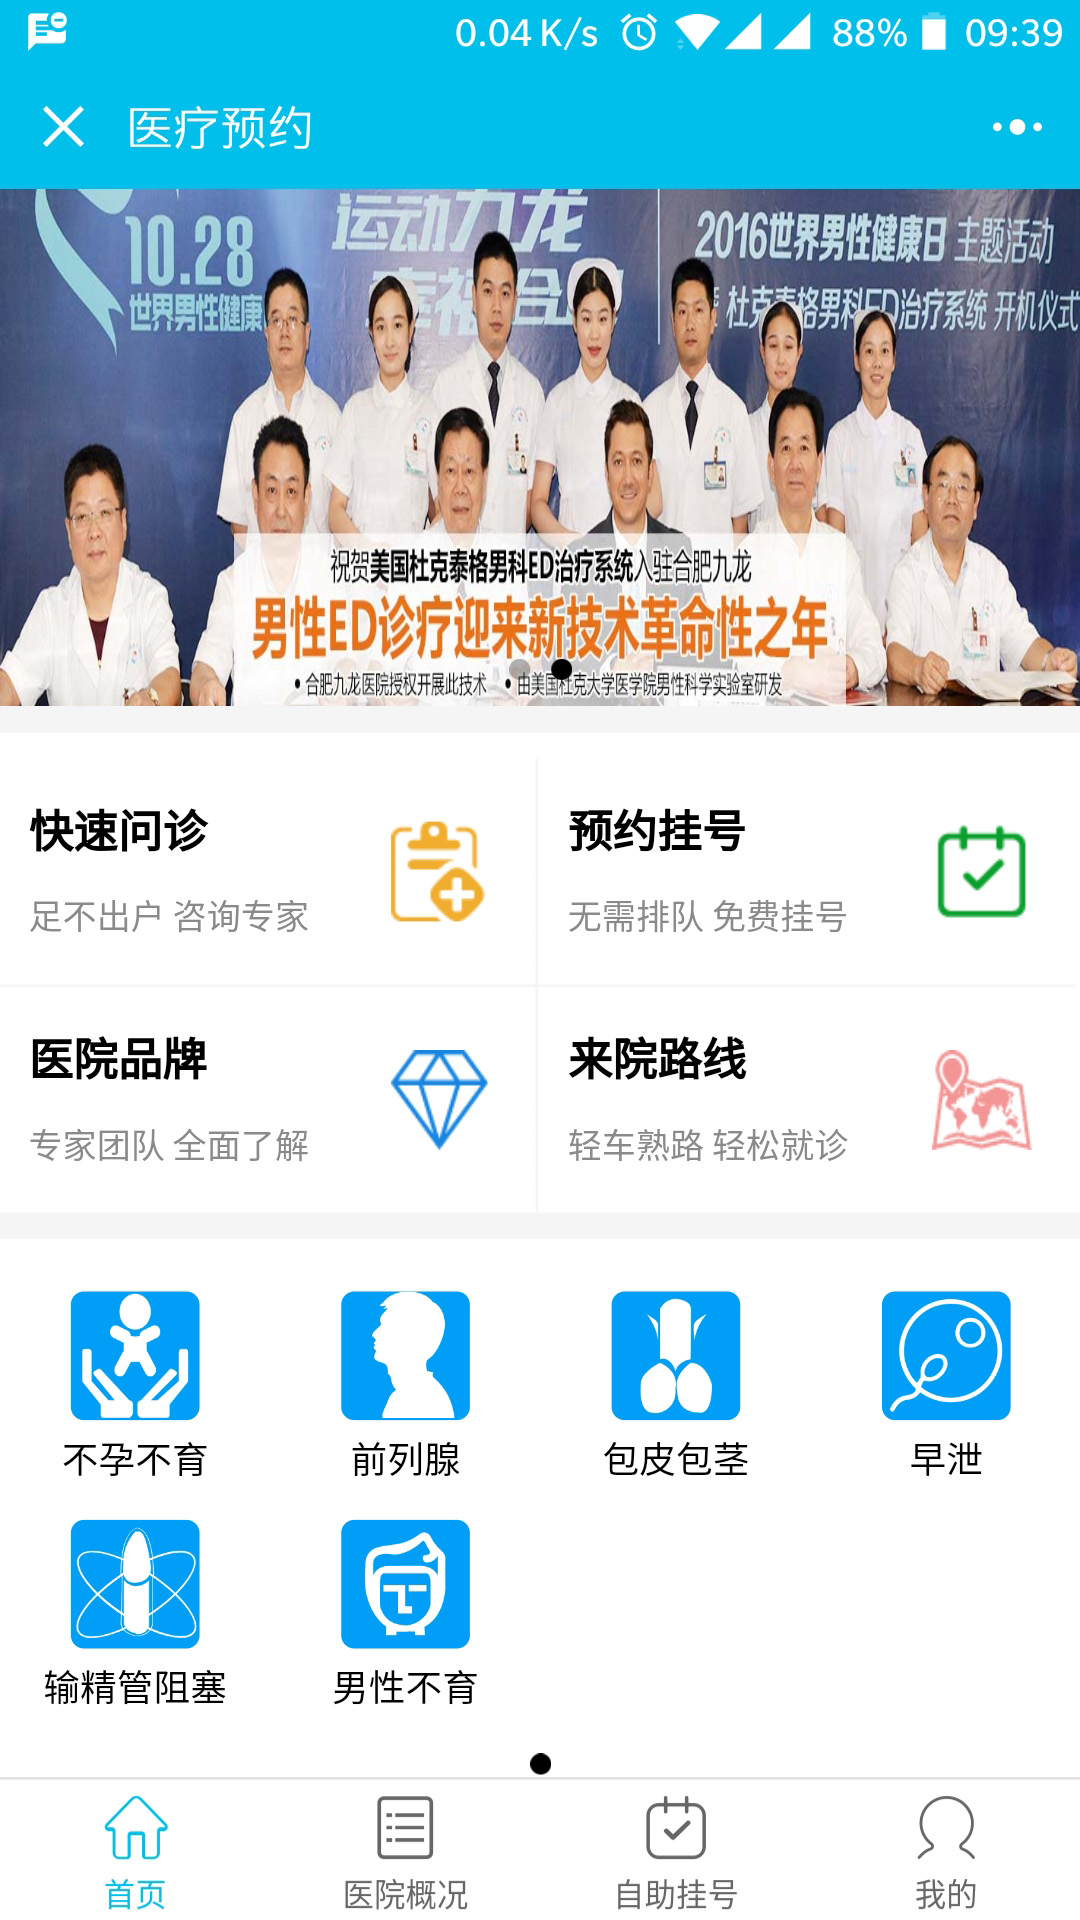 0.04 K/s 88% 09:39
医疗预约
10.28
世界男性健康
运动九龙
幸福合
2016世界男性健康日 主题活动
杜克泰格男科ED治疗系统 开机仪式
祝贺美国杜克泰格男科ED治疗系统入驻合肥九龙
男性ED诊疗迎来新技术革命性之年
•合肥九龙医院授权开展此技术 •由美国杜克大学医学院男性科学实验室研发
快速问诊
足不出户 咨询专家
预约挂号
无需排队 免费挂号
医院品牌
专家团队 全面了解
来院路线
轻车熟路 轻松就诊
不孕不育
前列腺
包皮包茎
早泄
输精管阻塞
男性不育
首页
医院概况
自助挂号
我的